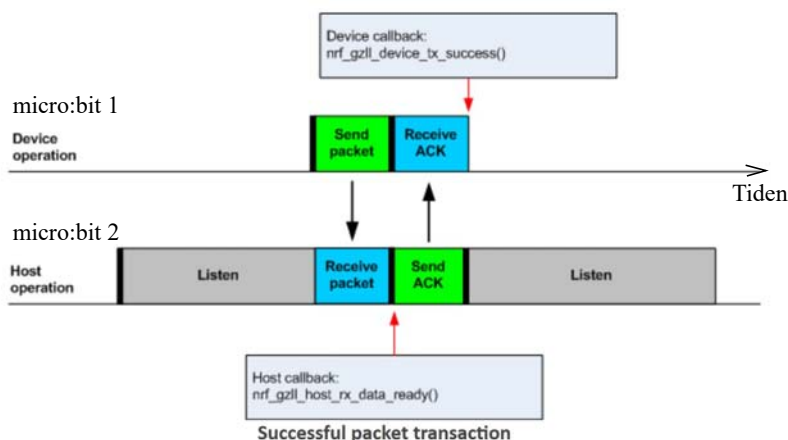 Device callback:
nrf_gzll_device_tx_success()
micro:bit 1
Device
operation
Send
packet
Receive
ACK
Tiden
micro:bit 2
Host
operation
Listen
Receive
packet
Send
ACK
Listen
Host callback:
nrf_gzll_host_rx_data_ready()
Successful packet transaction